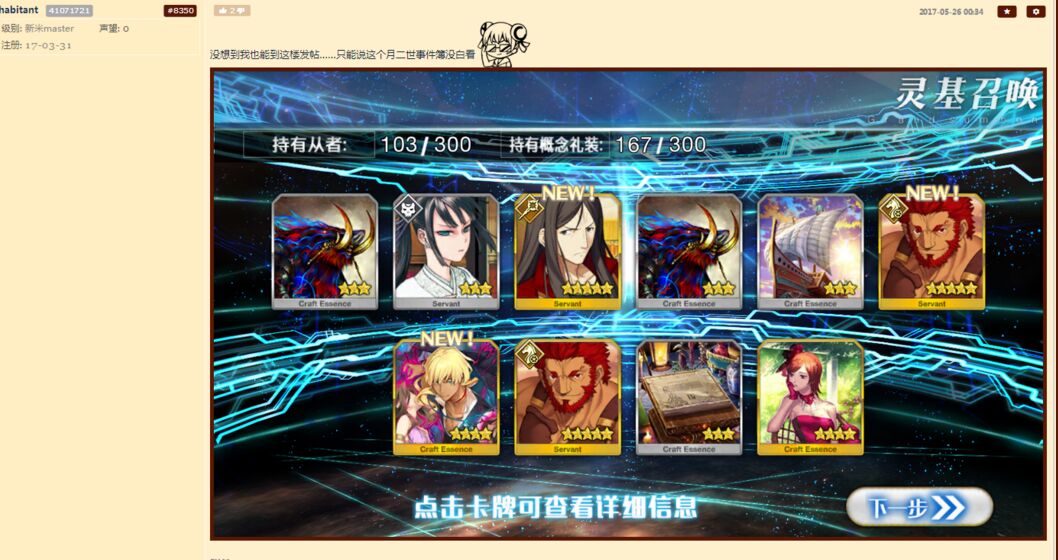 habitant 41071721 #8350
级别: 新米master 声望: 0
注册: 17-03-31
2
2017-05-26 00:34
没想到我也能到这楼发帖……只能说这个月二世事件簿没白看
灵基召唤
持有从者: 103/300 持有概念礼装: 167/300
NEW! NEW!
Craft Essence Servant Servant Craft Essence Craft Essence Servant
NEW!
Craft Essence Servant Craft Essence Craft Essence
点击卡牌可查看详细信息
下一步